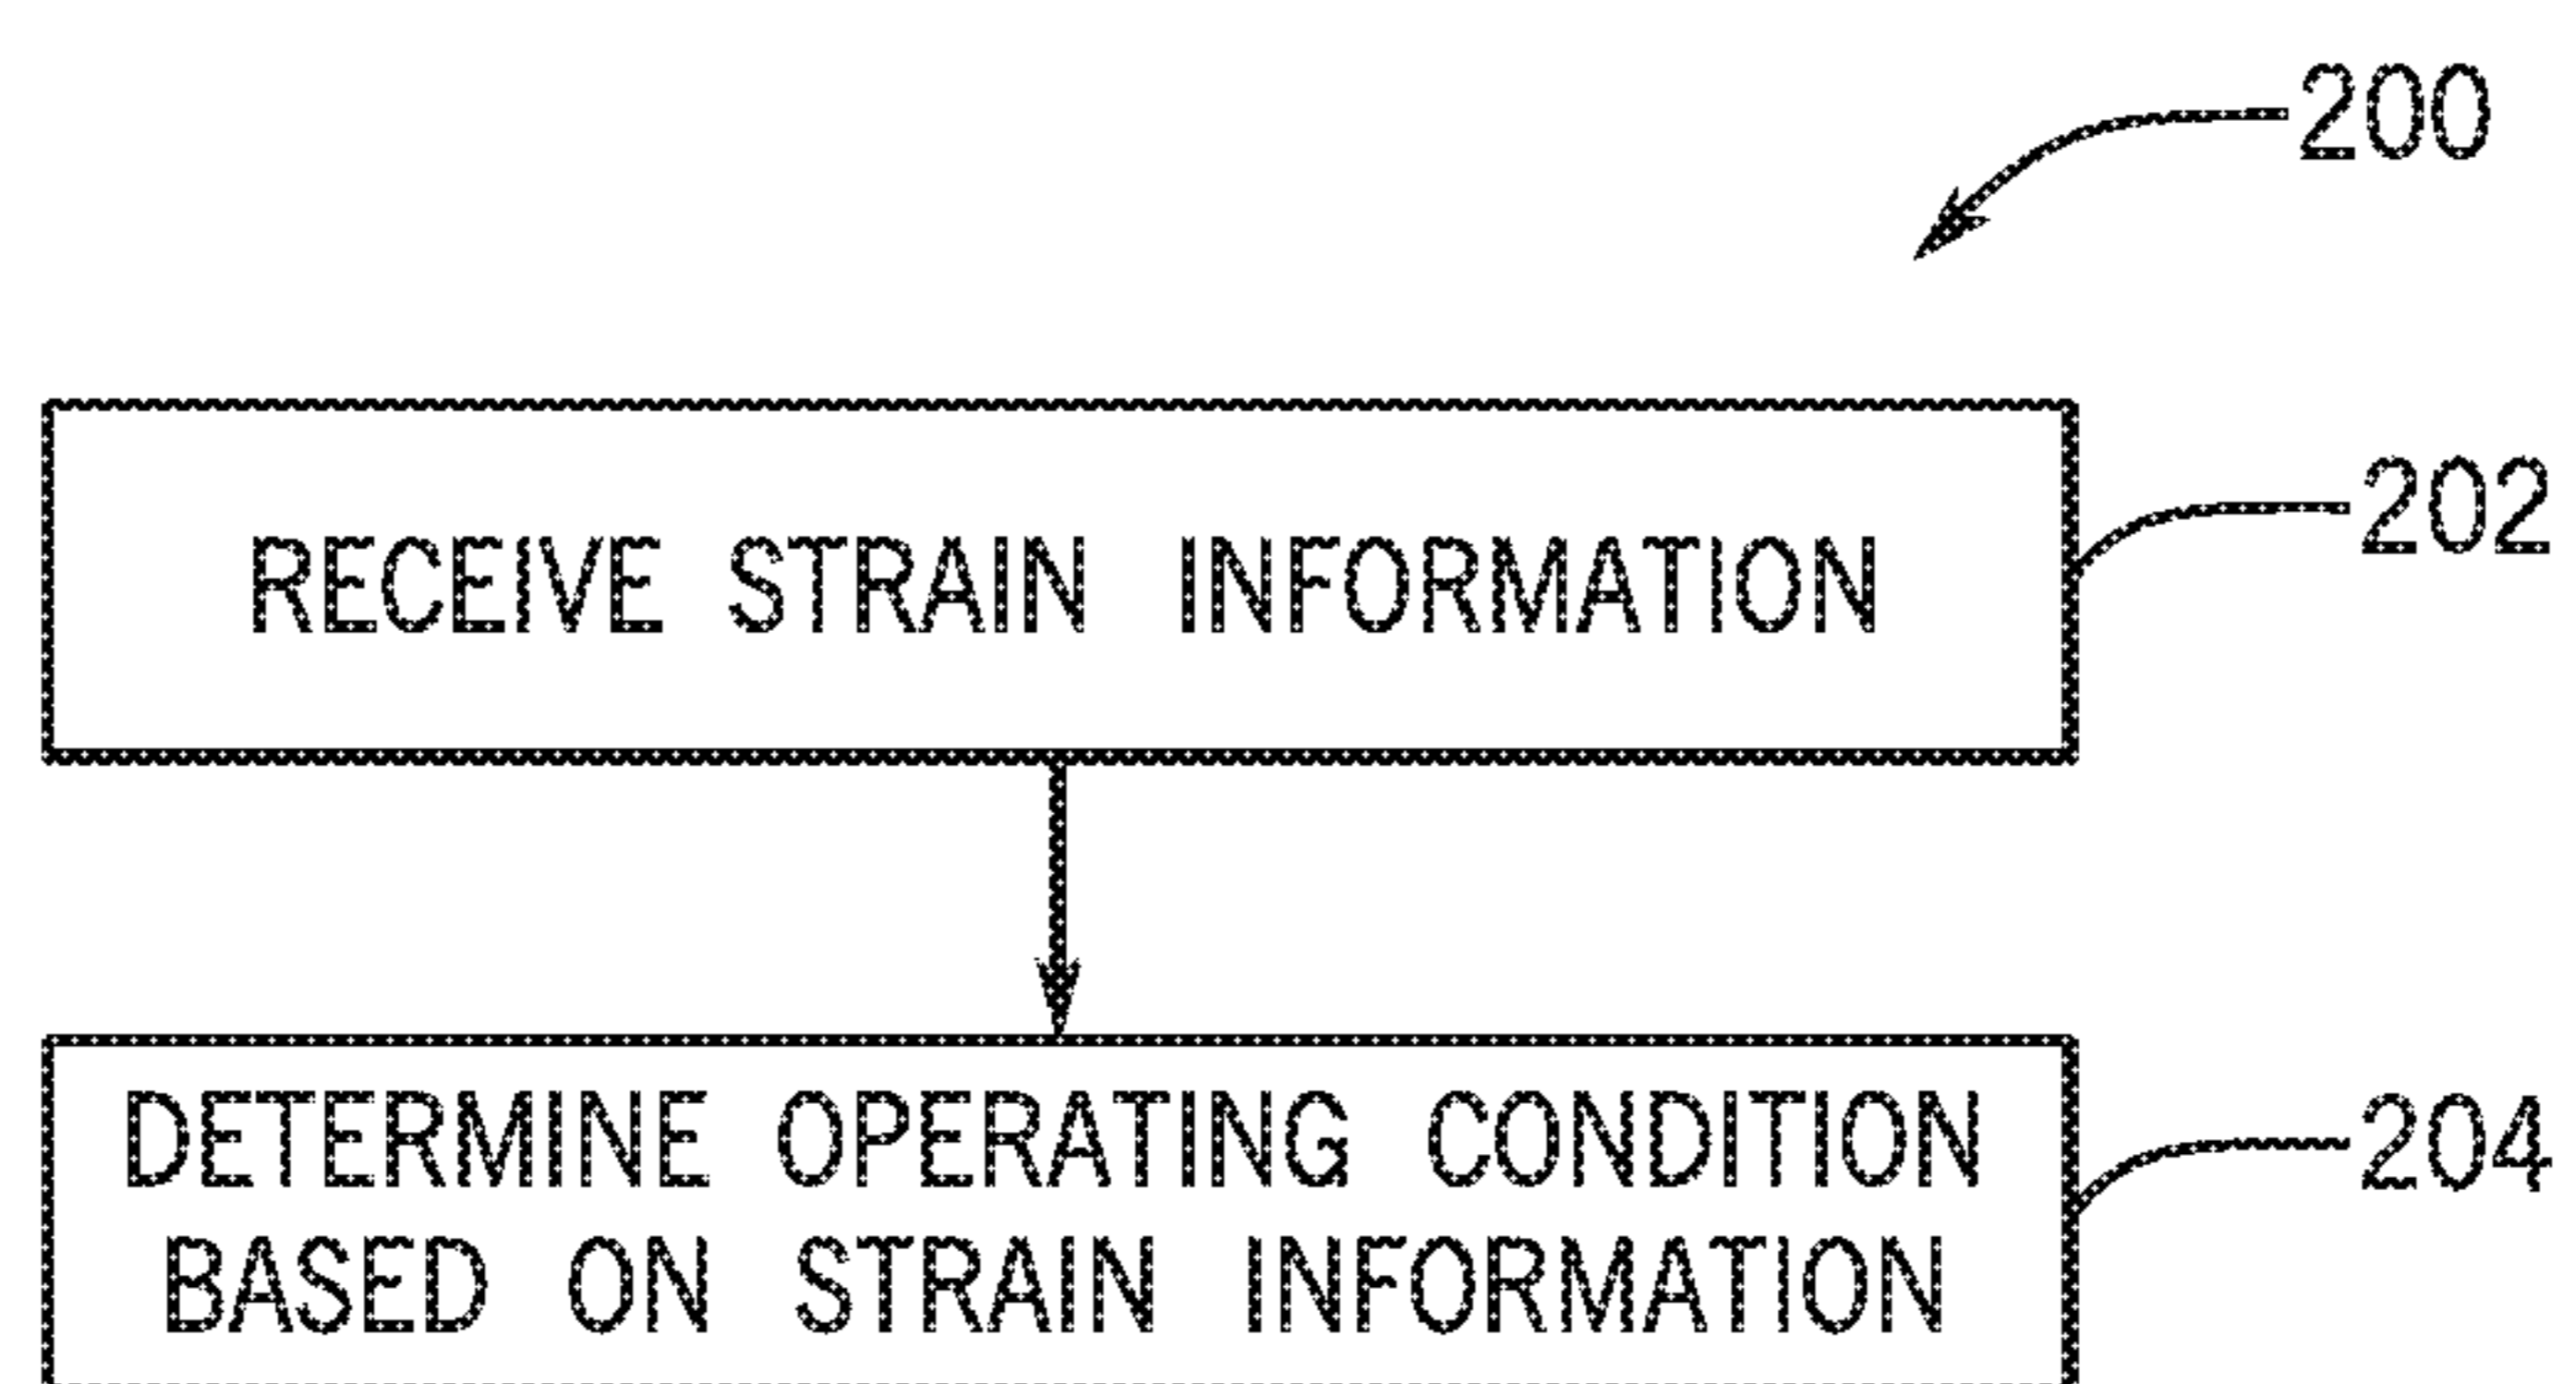 200
RECEIVE STRAIN INFORMATION
202
DETERMINE OPERATING CONDITION
BASED ON STRAIN INFORMATION
204